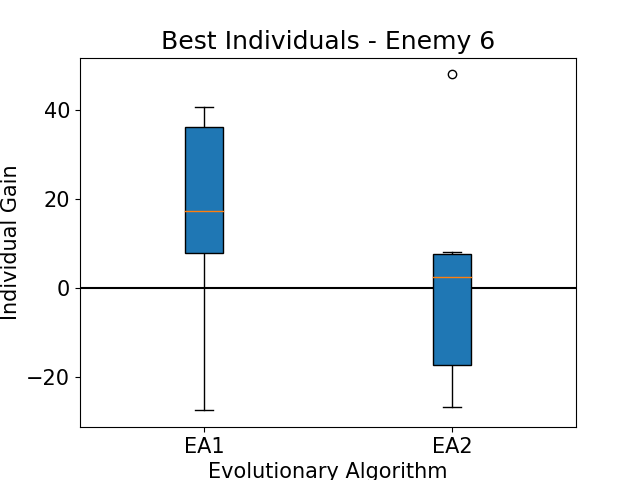 Best Individuals - Enemy 6
Individual Gain
40
20
0
−20
EA1
EA2
Evolutionary Algorithm